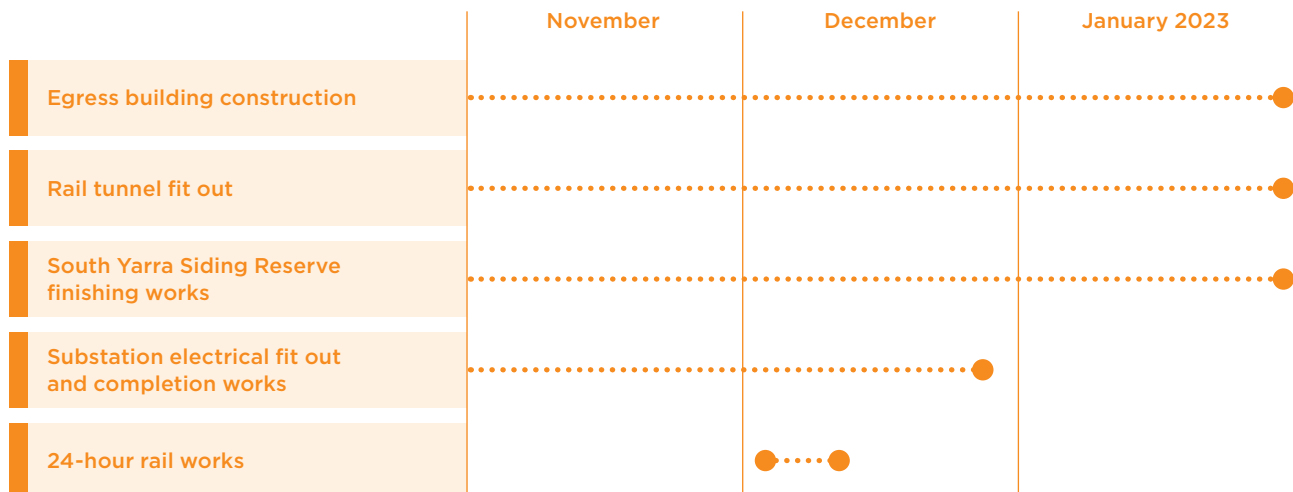 November
December
January 2023
Egress building construction
Rail tunnel fit out
South Yarra Siding Reserve
finishing works
Substation electrical fit out
and completion works
24-hour rail works